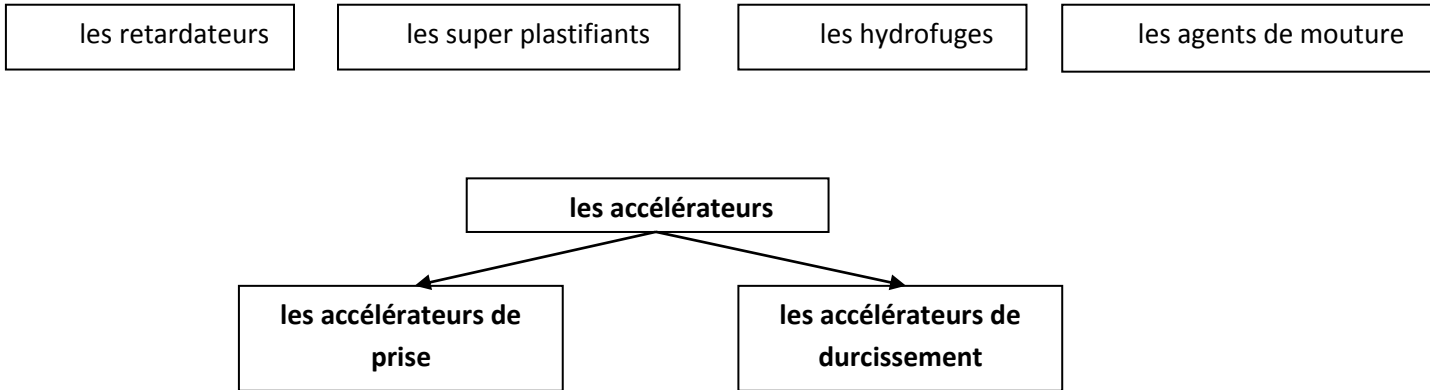 les retardateurs
les super plastifiants
les hydrofuges
les agents de mouture
les accélérateurs
les accélérateurs de
prise
les accélérateurs de
durcissement